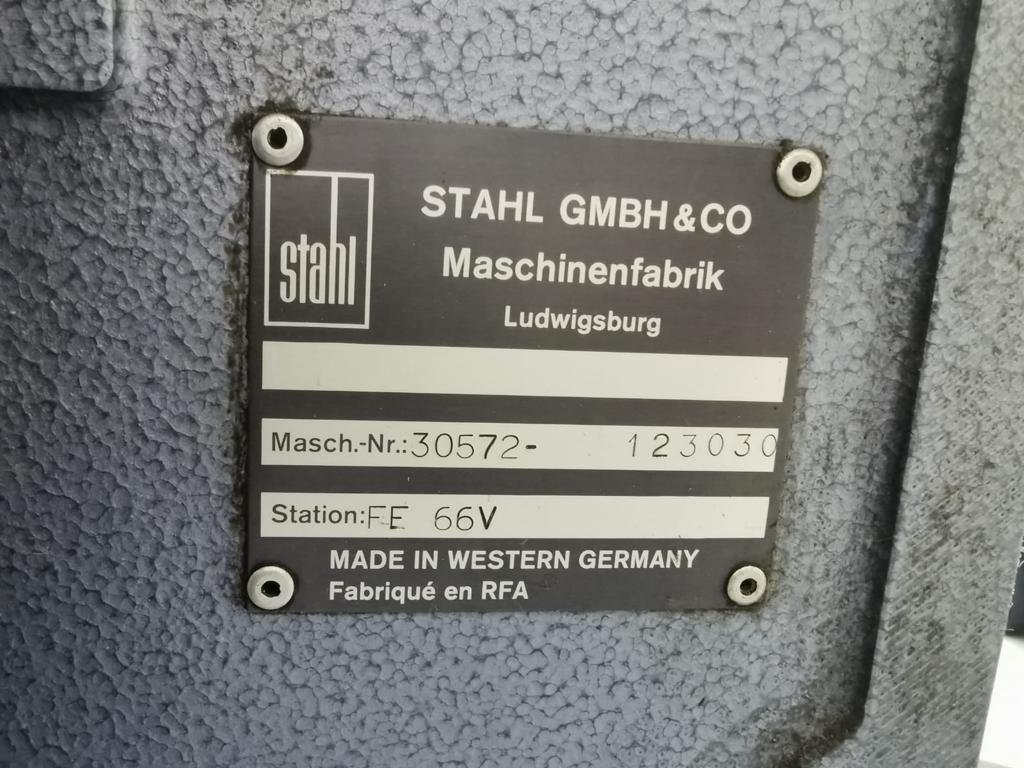 stahl
STAHL GMBH & CO
Maschinenfabrik
Ludwigsburg
Masch.-Nr.: 30572- 123030
Station: FE 66V
MADE IN WESTERN GERMANY
Fabriqué en RFA